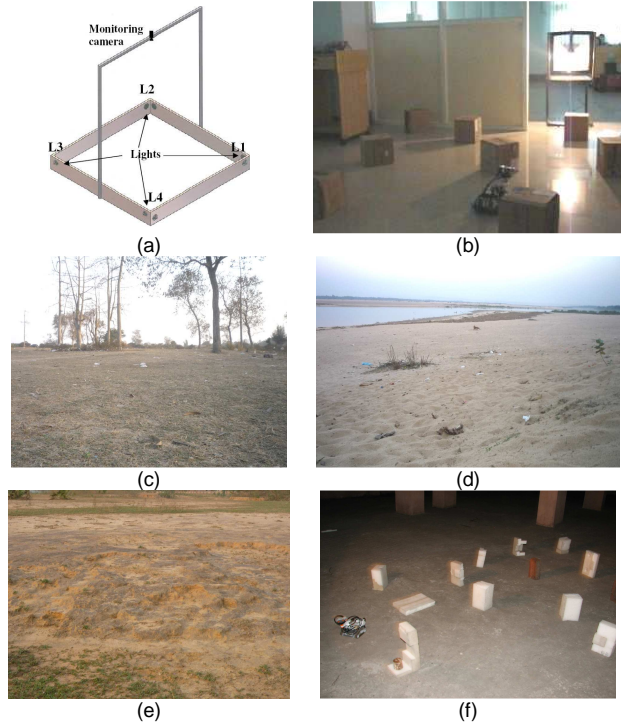 Monitoring
camera
L2
L3
Lights
L1
L4
(a)
(b)
(c)
(d)
(e)
(f)